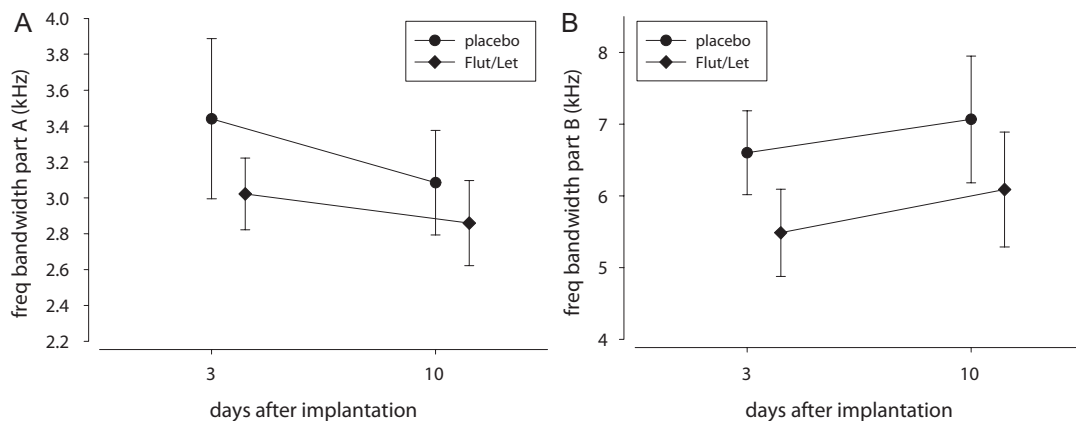 A
freq bandwidth part A (kHz)
4.0
3.8
3.6
3.4
3.2
3.0
2.8
2.6
2.4
2.2
placebo
Flut/Let
3
10
days after implantation
B
freq bandwidth part B (kHz)
8
7
6
5
4
placebo
Flut/Let
3
10
days after implantation